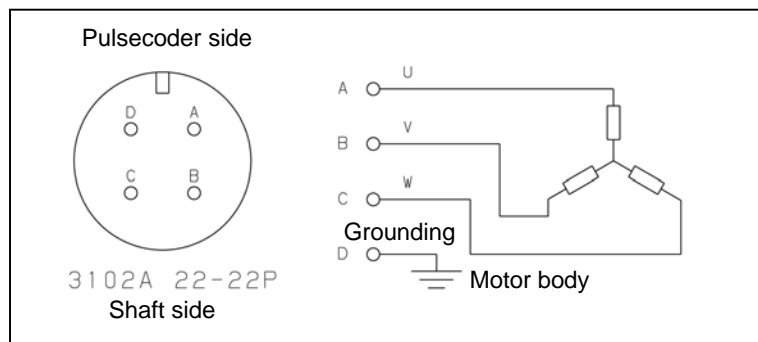 Pulsecoder side
D A
C B
3102A 22-22P
Shaft side
A U
B V
C W
Grounding
D
Motor body